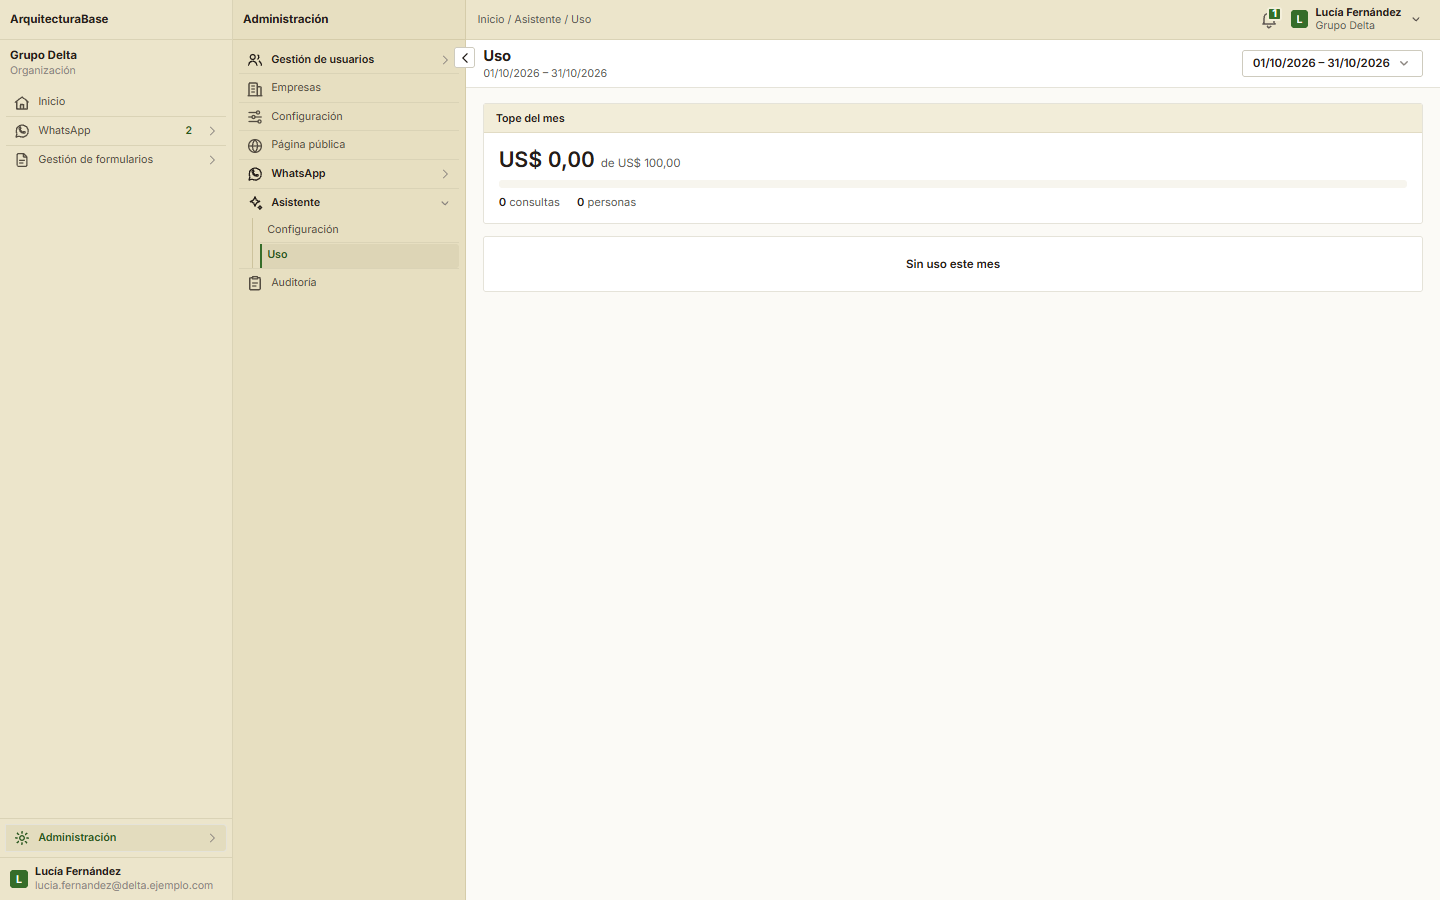 ArquitecturaBase
Grupo Delta
Organización
Inicio
WhatsApp 2
Gestión de formularios
Administración
Lucía Fernández
lucia.fernandez@delta.ejemplo.com
Administración
Gestión de usuarios
Empresas
Configuración
Página pública
WhatsApp
Asistente
Configuración
Uso
Auditoría
Inicio / Asistente / Uso
1
L
Lucía Fernández
Grupo Delta
Uso
01/10/2026 – 31/10/2026
01/10/2026 – 31/10/2026
Tope del mes
US$ 0,00 de US$ 100,00
0 consultas 0 personas
Sin uso este mes
L